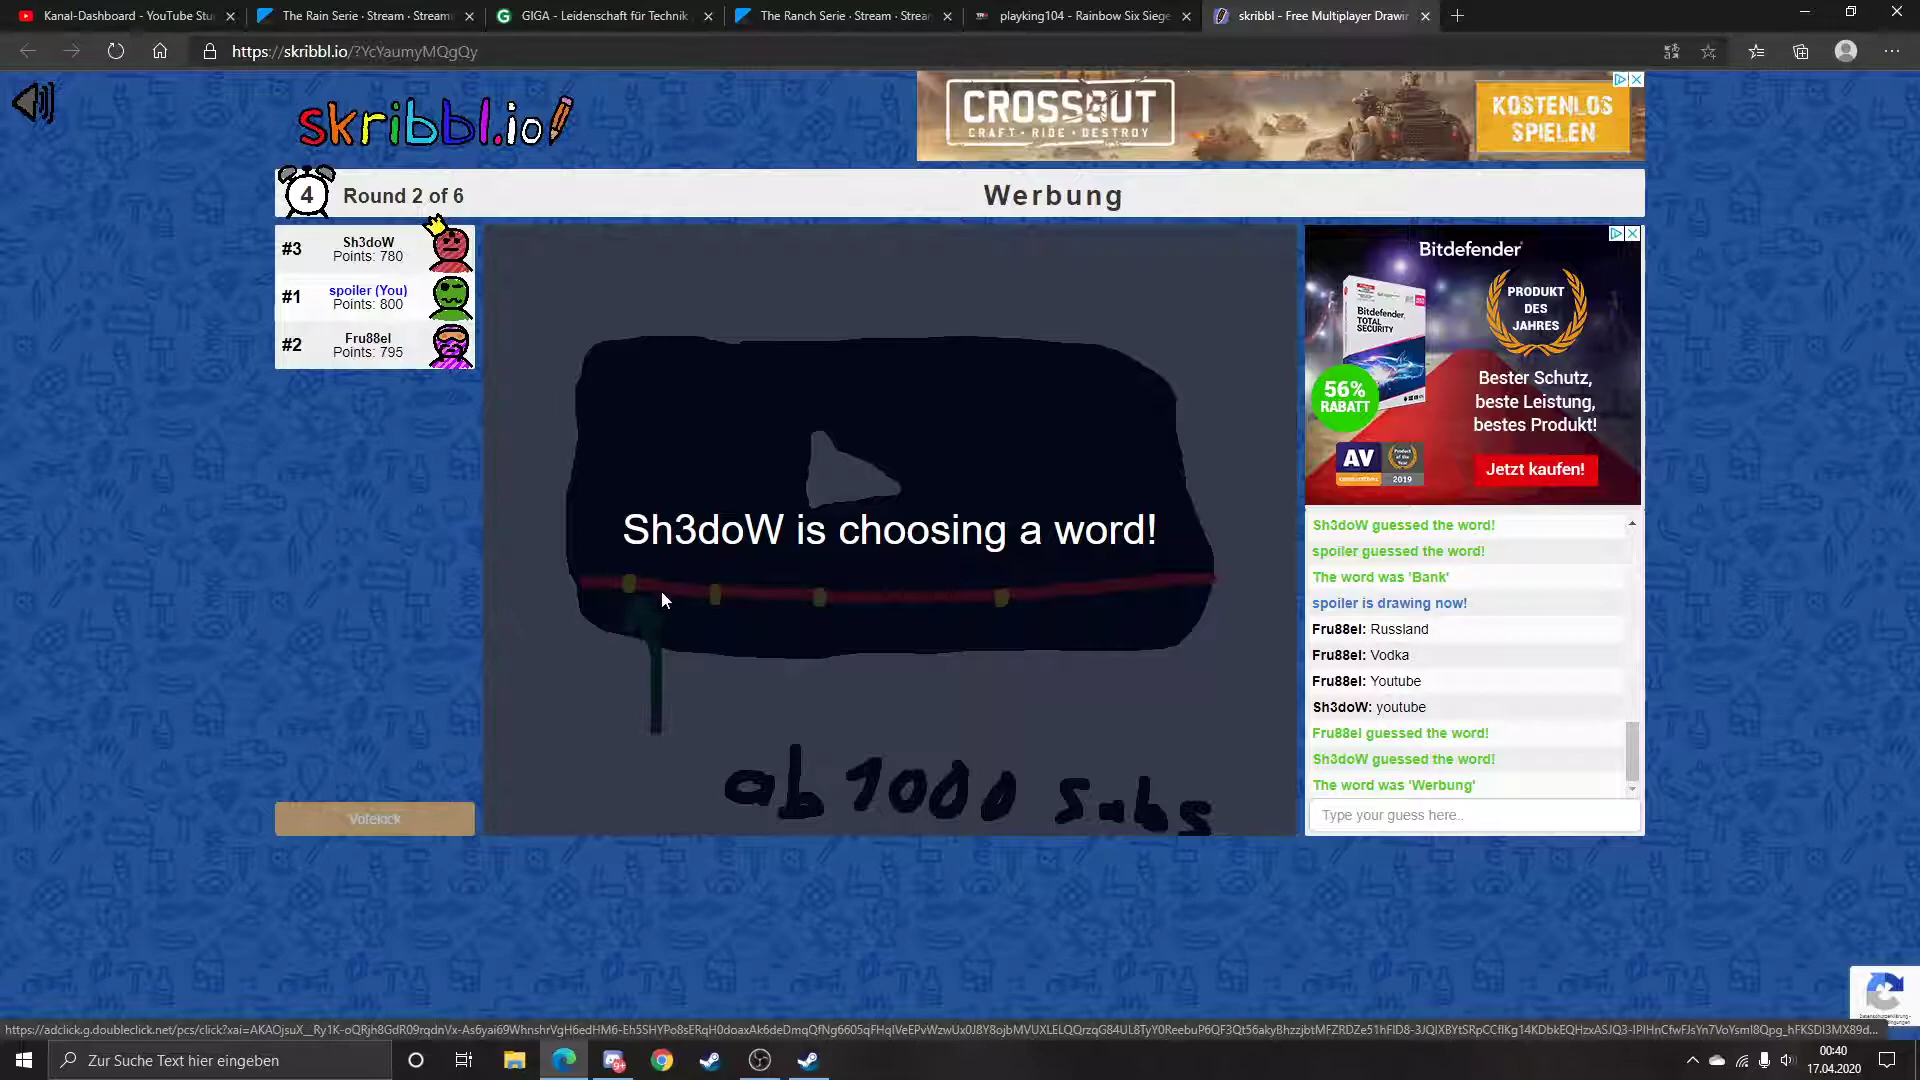 Kanal-Dashboard - YouTube Stu
The Rain Serie · Stream · Stream
GIGA - Leidenschaft für Technik
The Ranch Serie · Stream · Strea
playking104 - Rainbow Six Siege
skribbl - Free Multiplayer Drawin
https://skribbl.io/?YcYaumyMQgQy
skribbl.io
CROSSOUT
CRAFT · RIDE · DESTROY
KOSTENLOS
SPIELEN
4
Round 2 of 6
Werbung
#3
Sh3doW
Points: 780
#1
spoiler (You)
Points: 800
#2
Fru88el
Points: 795
Votekick
Sh3doW is choosing a word!
ab 1000 Subs
Bitdefender
PRODUKT
DES
JAHRES
Bitdefender
TOTAL
SECURITY
56%
RABATT
Bester Schutz,
beste Leistung,
bestes Produkt!
AV
2019
Jetzt kaufen!
Sh3doW guessed the word!
spoiler guessed the word!
The word was 'Bank'
spoiler is drawing now!
Fru88el: Russland
Fru88el: Vodka
Fru88el: Youtube
Sh3doW: youtube
Fru88el guessed the word!
Sh3doW guessed the word!
The word was 'Werbung'
Type your guess here..
Zur Suche Text hier eingeben
9+
00:40
17.04.2020